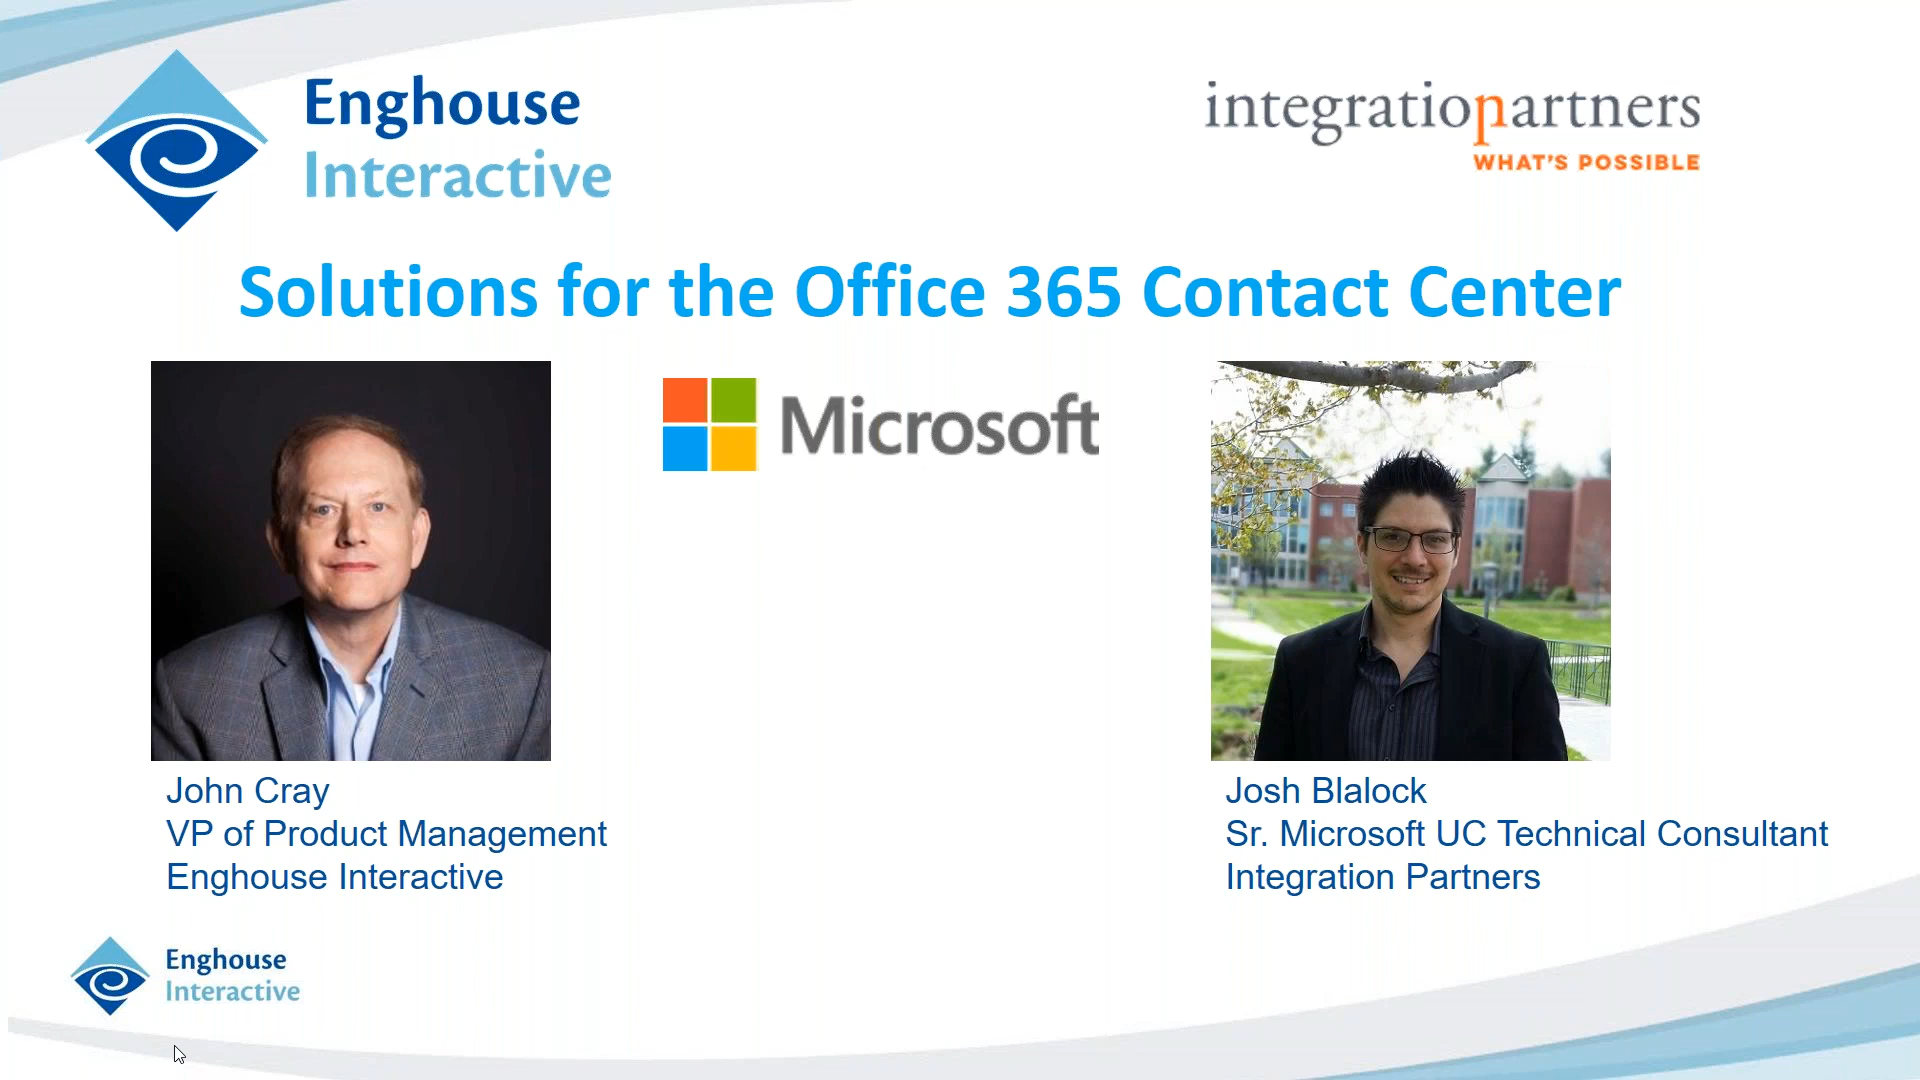 Enghouse
Interactive
integrationpartners
WHAT'S POSSIBLE
Solutions for the Office 365 Contact Center
Microsoft
John Cray
VP of Product Management
Enghouse Interactive
Josh Blalock
Sr. Microsoft UC Technical Consultant
Integration Partners
Enghouse
Interactive